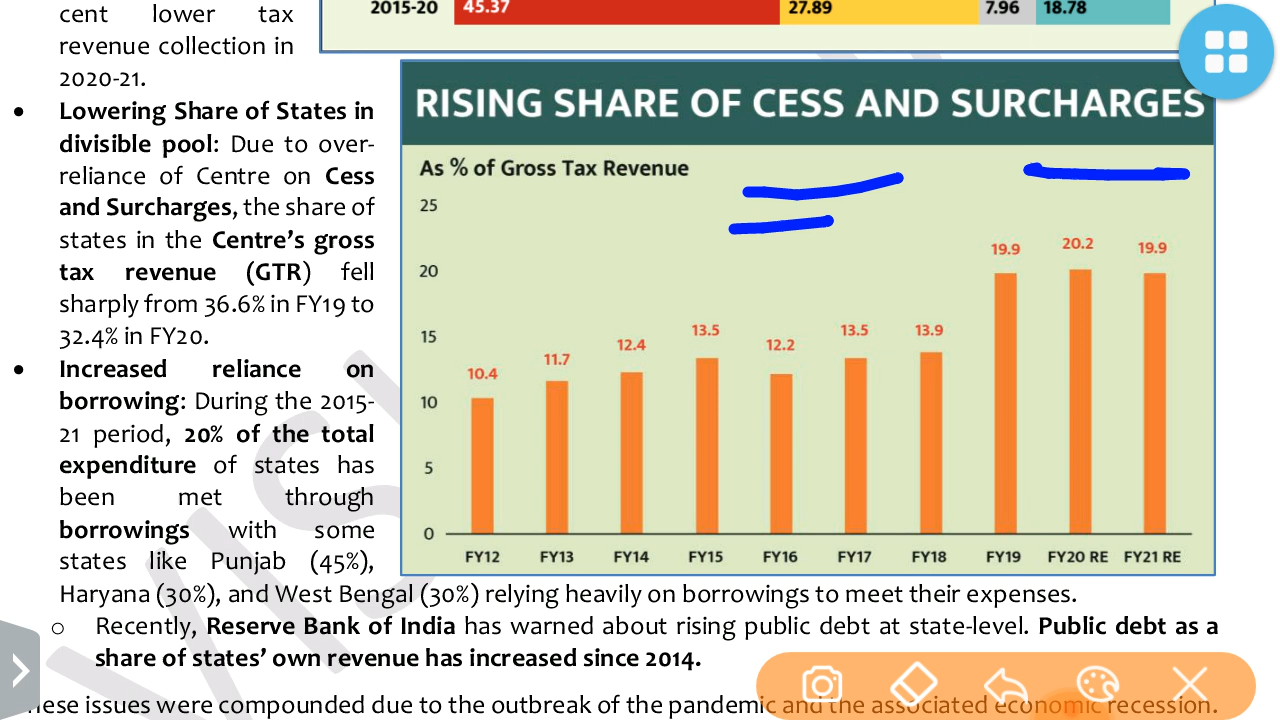 cent lower tax
revenue collection in
2020-21.
• Lowering Share of States in
divisible pool: Due to over-
reliance of Centre on Cess
and Surcharges, the share of
states in the Centre's gross
tax revenue (GTR) fell
sharply from 36.6% in FY19 to
32.4% in FY20.
• Increased reliance on
borrowing: During the 2015-
21 period, 20% of the total
expenditure of states has
been met through
borrowings with some
states like Punjab (45%),
Haryana (30%), and West Bengal (30%) relying heavily on borrowings to meet their expenses.
2015-20 45.37 27.89 7.96 18.78
RISING SHARE OF CESS AND SURCHARGES
As % of Gross Tax Revenue
25
20
15
10
5
0
10.4 11.7 12.4 13.5 12.2 13.5 13.9 19.9 20.2 19.9
FY12 FY13 FY14 FY15 FY16 FY17 FY18 FY19 FY20 RE FY21 RE
o Recently, Reserve Bank of India has warned about rising public debt at state-level. Public debt as a
share of states' own revenue has increased since 2014.
hese issues were compounded due to the outbreak of the pandemic and the associated economic recession.